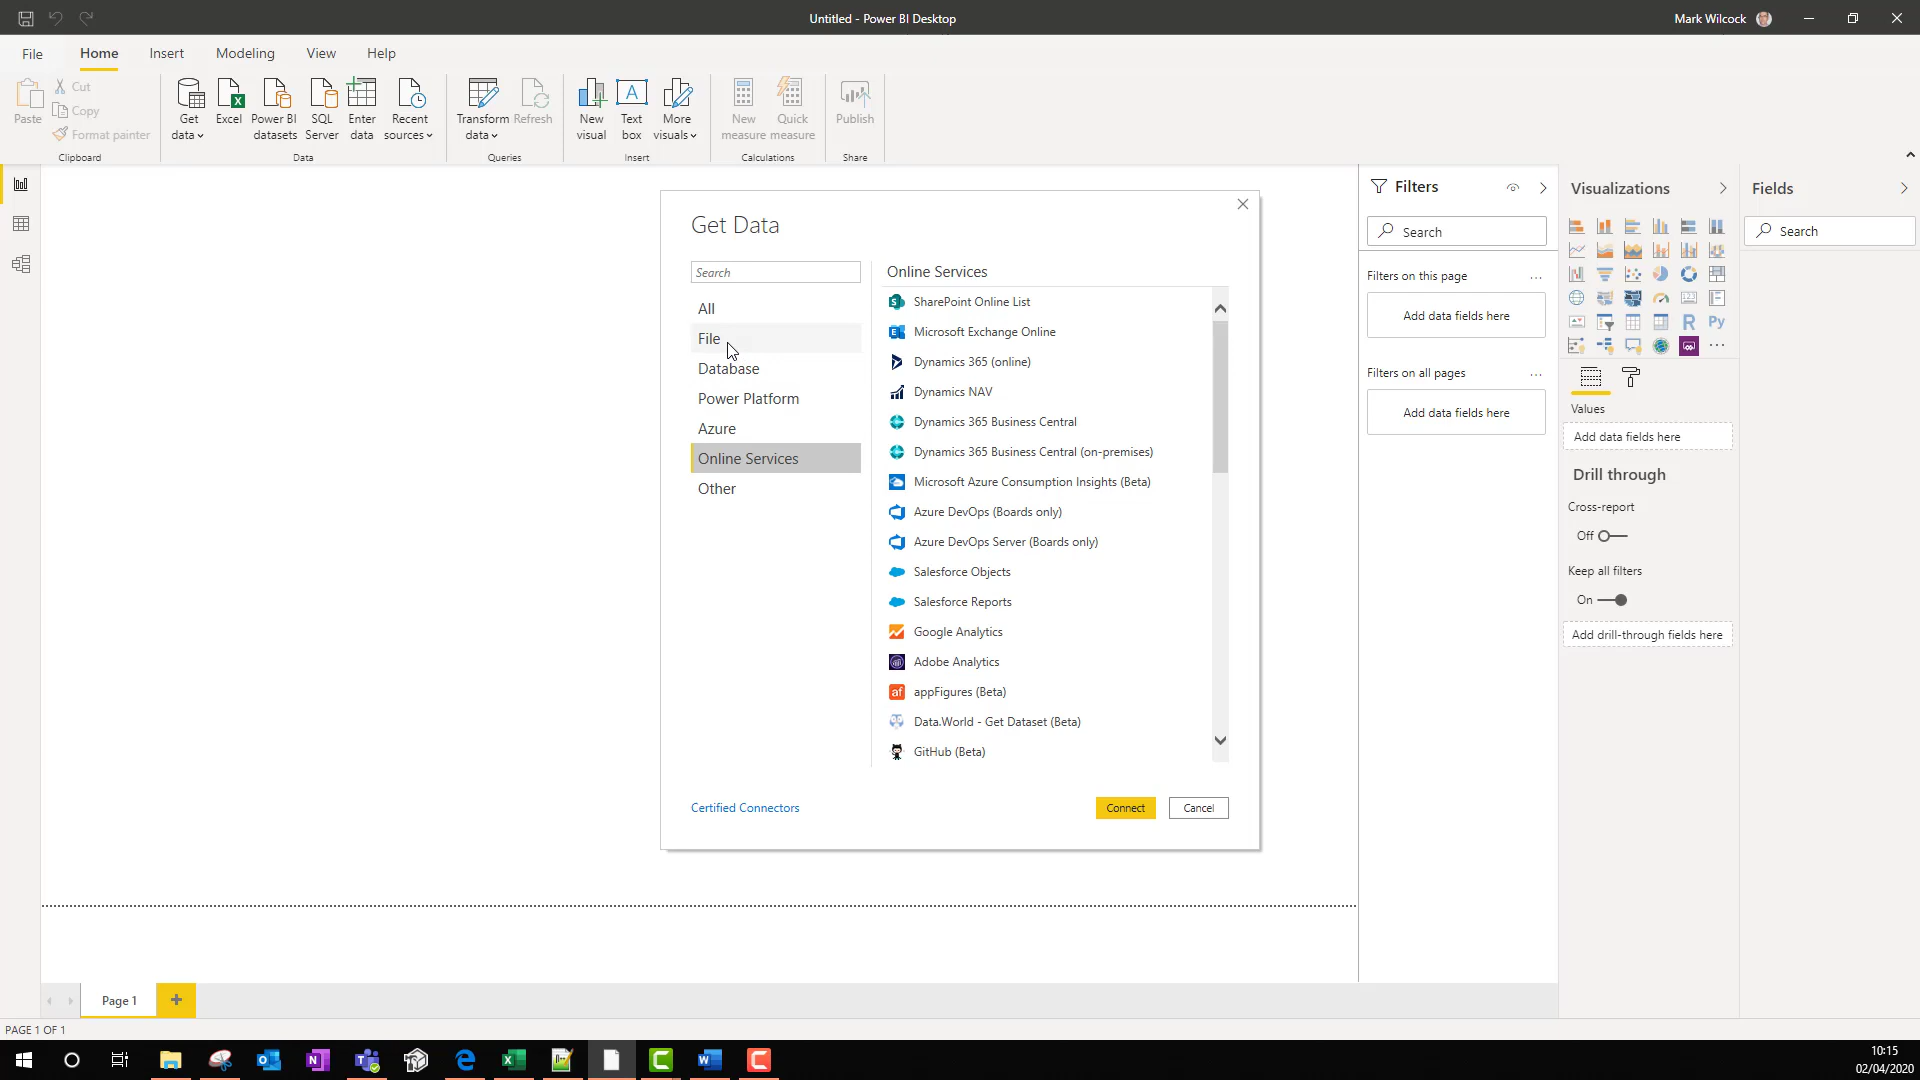 Untitled - Power BI Desktop
Mark Wilcock
File
Home
Insert
Modeling
View
Help
Paste
Cut
Copy
Format painter
Clipboard
Get data
Excel
Power BI datasets
SQL Server
Enter data
Recent sources
Data
Transform data
Refresh
Queries
New visual
Text box
More visuals
Insert
New measure
Quick measure
Calculations
Publish
Share
Get Data
Search
All
File
Database
Power Platform
Azure
Online Services
Other
Online Services
SharePoint Online List
Microsoft Exchange Online
Dynamics 365 (online)
Dynamics NAV
Dynamics 365 Business Central
Dynamics 365 Business Central (on-premises)
Microsoft Azure Consumption Insights (Beta)
Azure DevOps (Boards only)
Azure DevOps Server (Boards only)
Salesforce Objects
Salesforce Reports
Google Analytics
Adobe Analytics
appFigures (Beta)
Data.World - Get Dataset (Beta)
GitHub (Beta)
Certified Connectors
Connect
Cancel
Filters
Search
Filters on this page
...
Add data fields here
Filters on all pages
...
Add data fields here
Visualizations
R
Py
Values
Add data fields here
Drill through
Cross-report
Off
Keep all filters
On
Add drill-through fields here
Fields
Search
Page 1
PAGE 1 OF 1
10:15
02/04/2020